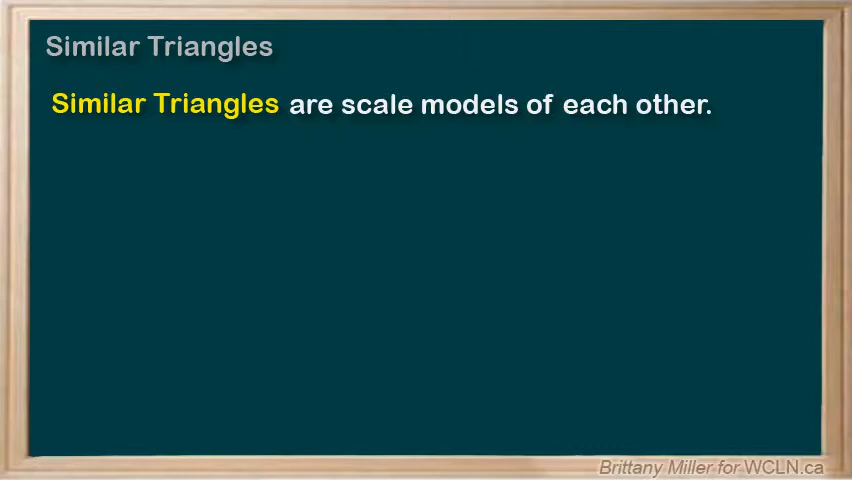 Similar Triangles
Similar Triangles are scale models of each other.
Brittany Miller for WCLN.ca